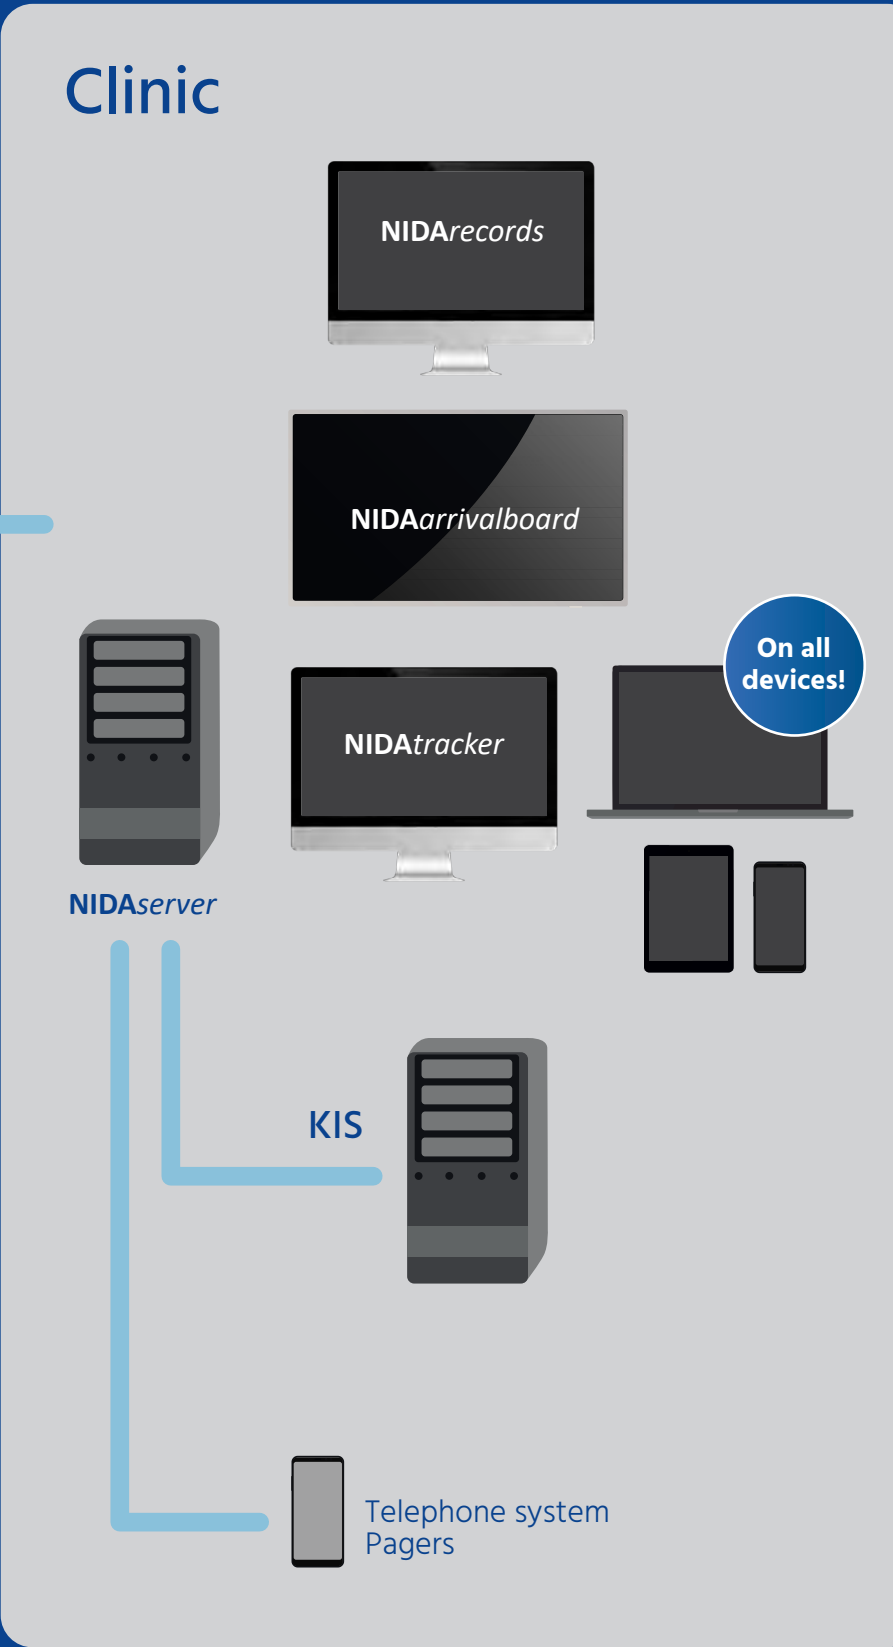 Clinic
NIDArecords
NIDAarrivalboard
On all
devices!
NIDAtracker
NIDAserver
KIS
Telephone system
Pagers